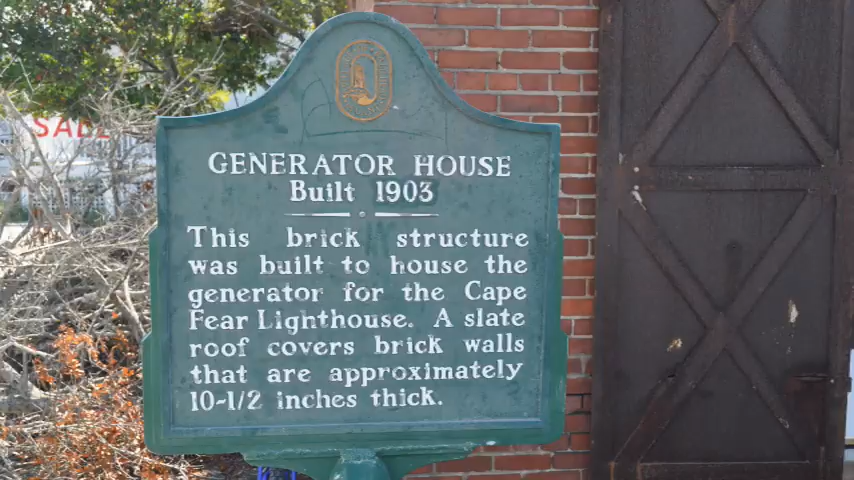 SABL
GENERATOR HOUSE
Built 1903
This brick structure
was built to house the
generator for the Cape
Fear Lighthouse. A slate
roof covers brick walls
that are approximately
10-1/2 inches thick.